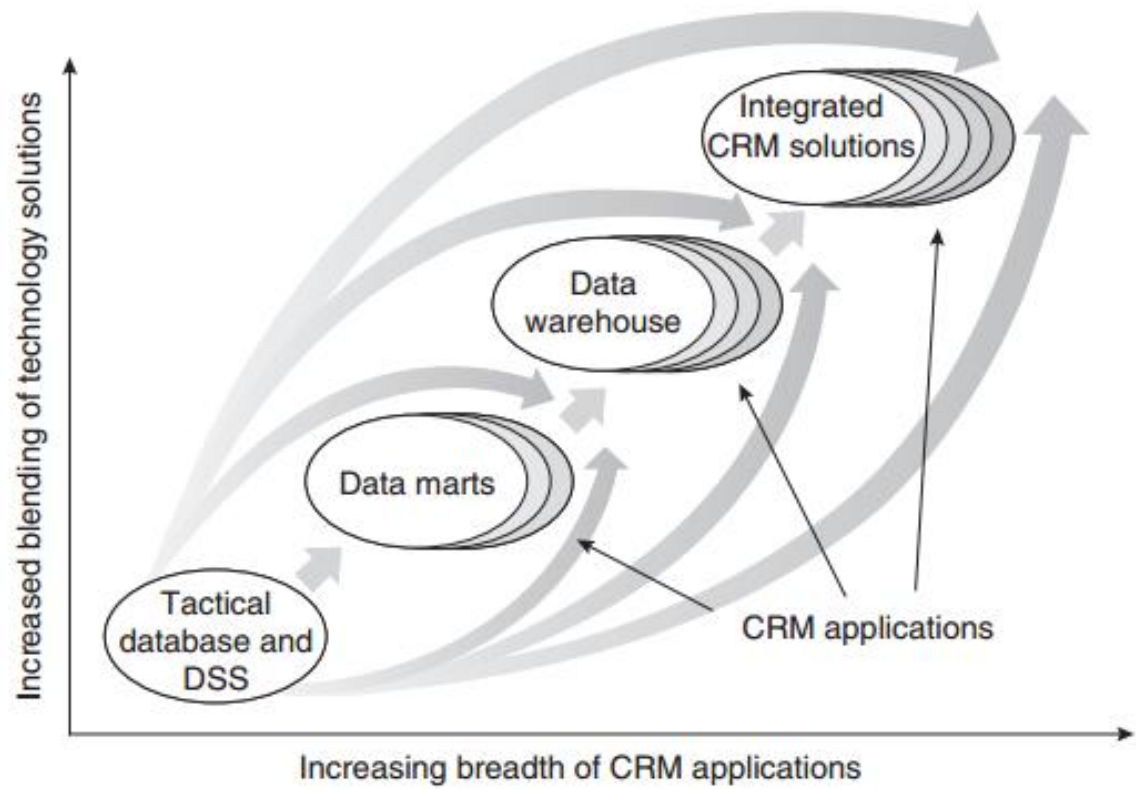 Increased blending of technology solutions
Integrated
CRM solutions
Data
warehouse
Data marts
Tactical
database and
DSS
CRM applications
Increasing breadth of CRM applications